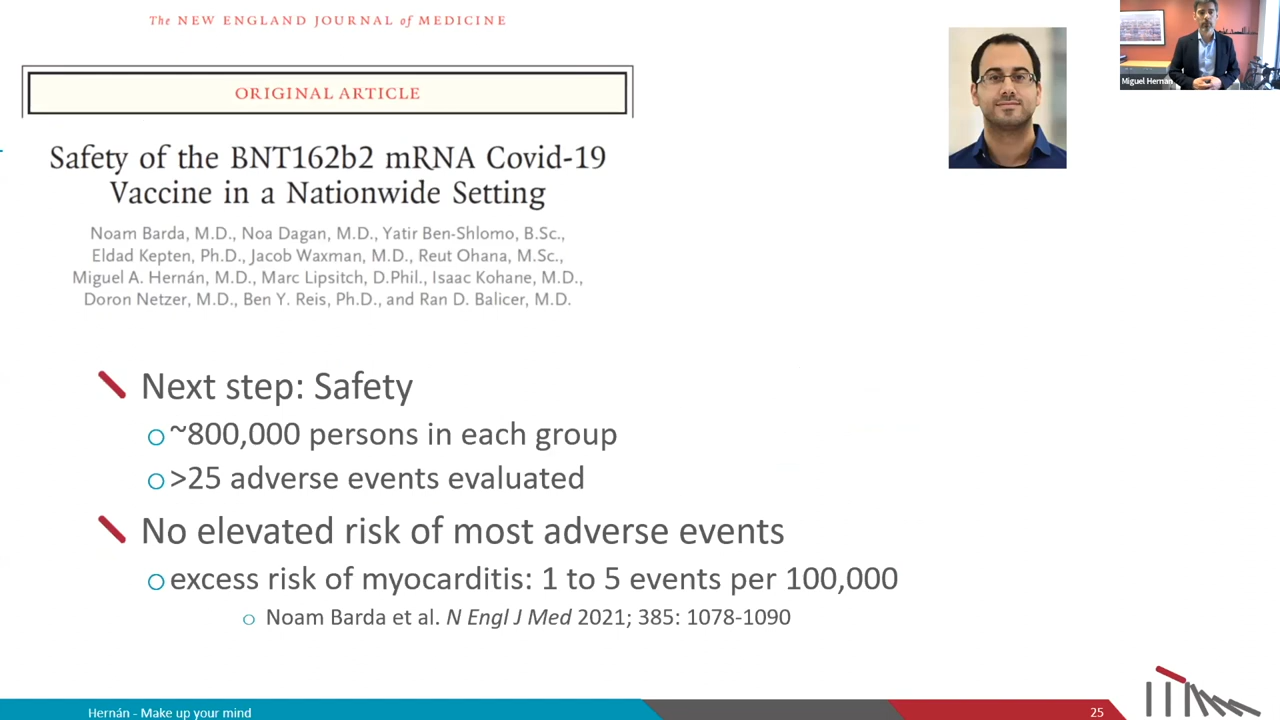 The NEW ENGLAND JOURNAL of MEDICINE
ORIGINAL ARTICLE
Safety of the BNT162b2 mRNA Covid-19
Vaccine in a Nationwide Setting
Noam Barda, M.D., Noa Dagan, M.D., Yatir Ben-Shlomo, B.Sc.,
Eldad Kepten, Ph.D., Jacob Waxman, M.D., Reut Ohana, M.Sc.,
Miguel A. Hernán, M.D., Marc Lipsitch, D.Phil., Isaac Kohane, M.D.,
Doron Netzer, M.D., Ben Y. Reis, Ph.D., and Ran D. Balicer, M.D.
Miguel Hernan
Next step: Safety
~800,000 persons in each group
>25 adverse events evaluated
No elevated risk of most adverse events
excess risk of myocarditis: 1 to 5 events per 100,000
Noam Barda et al. N Engl J Med 2021; 385: 1078-1090
Hernán - Make up your mind
25